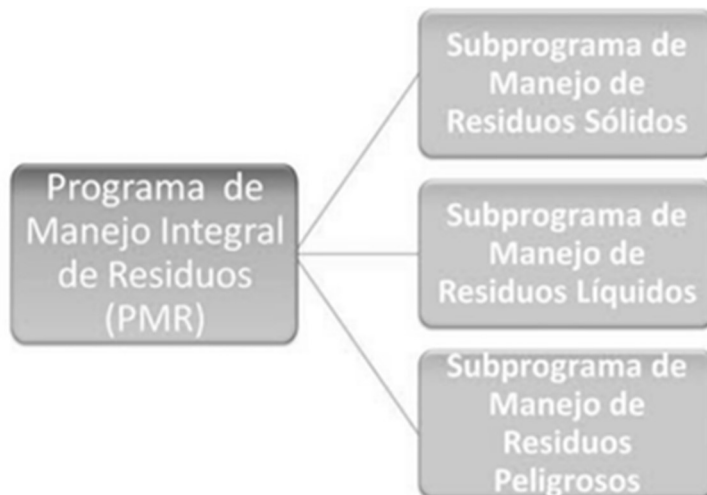 Programa de
Manejo Integral
de Residuos
(PMR)
Subprograma de
Manejo de
Residuos Sólidos
Subprograma de
Manejo de
Residuos Líquidos
Subprograma de
Manejo de
Residuos
Peligrosos